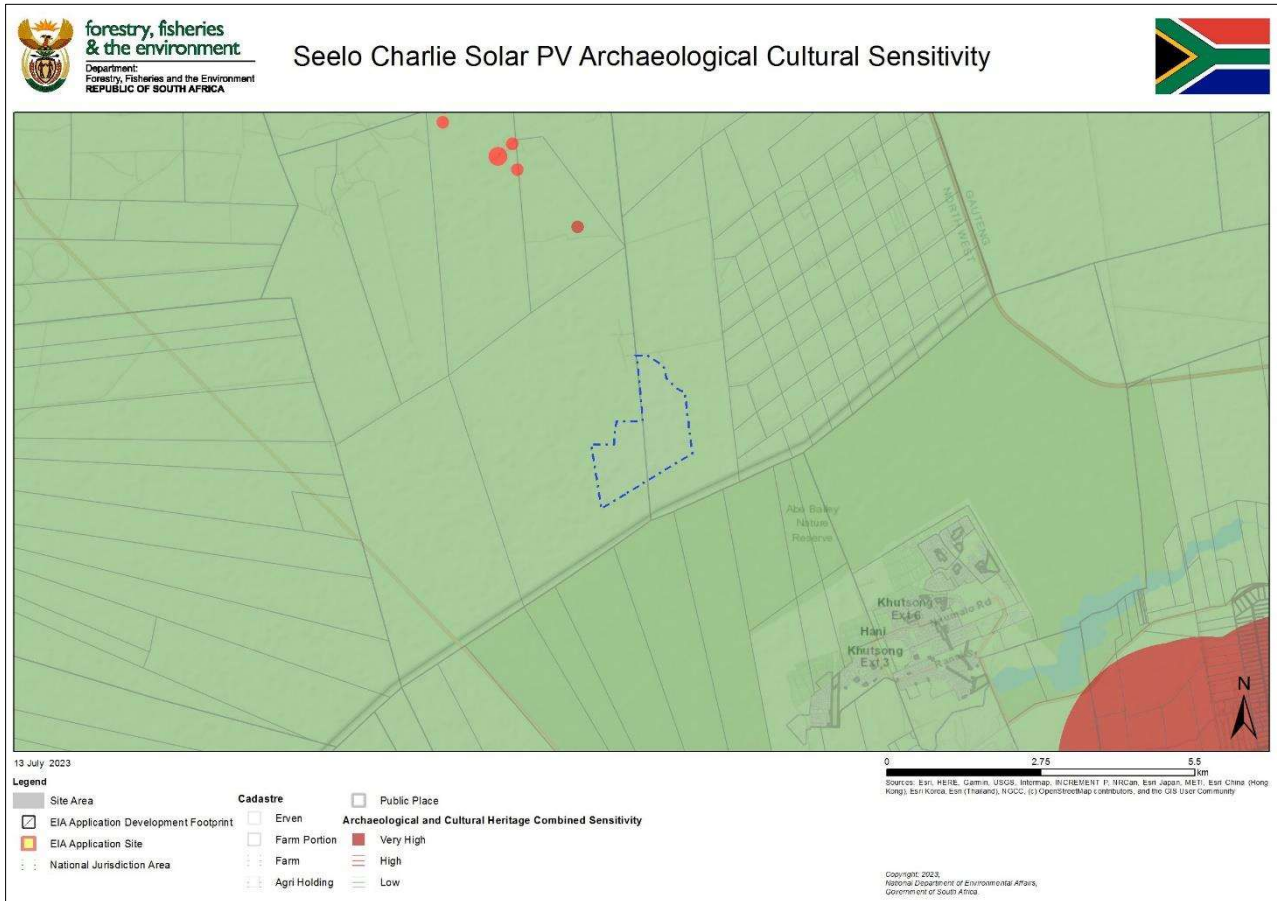 forestry, fisheries
& the environment
Department:
Forestry, Fisheries and the Environment
REPUBLIC OF SOUTH AFRICA
Seelo Charlie Solar PV Archaeological Cultural Sensitivity
GAUTENG
NORTH WEST
Abe Bailey
Nature
Reserve
Khutsong
Ext 6
Nxumalo Rd
Hani
Khutsong
Ext 3
N
13 July 2023
Legend
Site Area
EIA Application Development Footprint
EIA Application Site
National Jurisdiction Area
Cadastre
Erven
Farm Portion
Farm
Agri Holding
Public Place
Archaeological and Cultural Heritage Combined Sensitivity
Very High
High
Low
0 2.75 5.5
km
Sources: Esri, HERE, Garmin, USGS, Intermap, INCREMENT P, NRCan, Esri Japan, METI, Esri China (Hong
Kong), Esri Korea, Esri (Thailand), NGCC, (c) OpenStreetMap contributors, and the GIS User Community
Copyright: 2023,
National Department of Environmental Affairs,
Government of South Africa